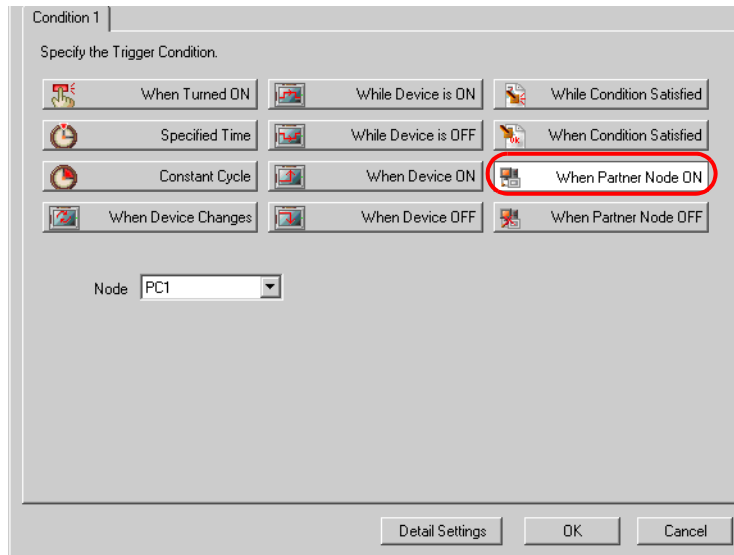 Condition 1
Specify the Trigger Condition.
When Turned ON
While Device is ON
While Condition Satisfied
Specified Time
While Device is OFF
When Condition Satisfied
Constant Cycle
When Device ON
When Partner Node ON
When Device Changes
When Device OFF
When Partner Node OFF
Node PC1
Detail Settings
OK
Cancel